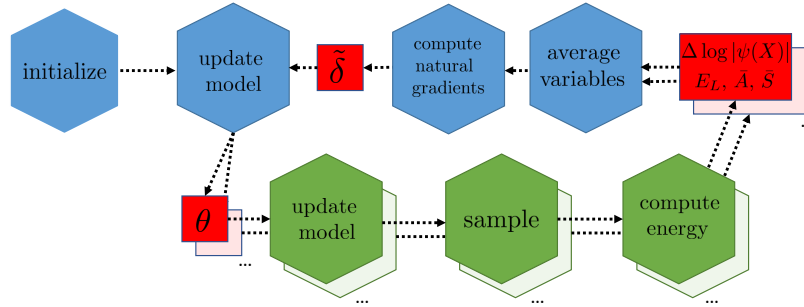 initialize
update
model
δ̃
compute
natural
gradients
average
variables
Δ log |ψ(X)|
E_L, Ā, S̄
...
θ
...
update
model
...
sample
...
compute
energy
...